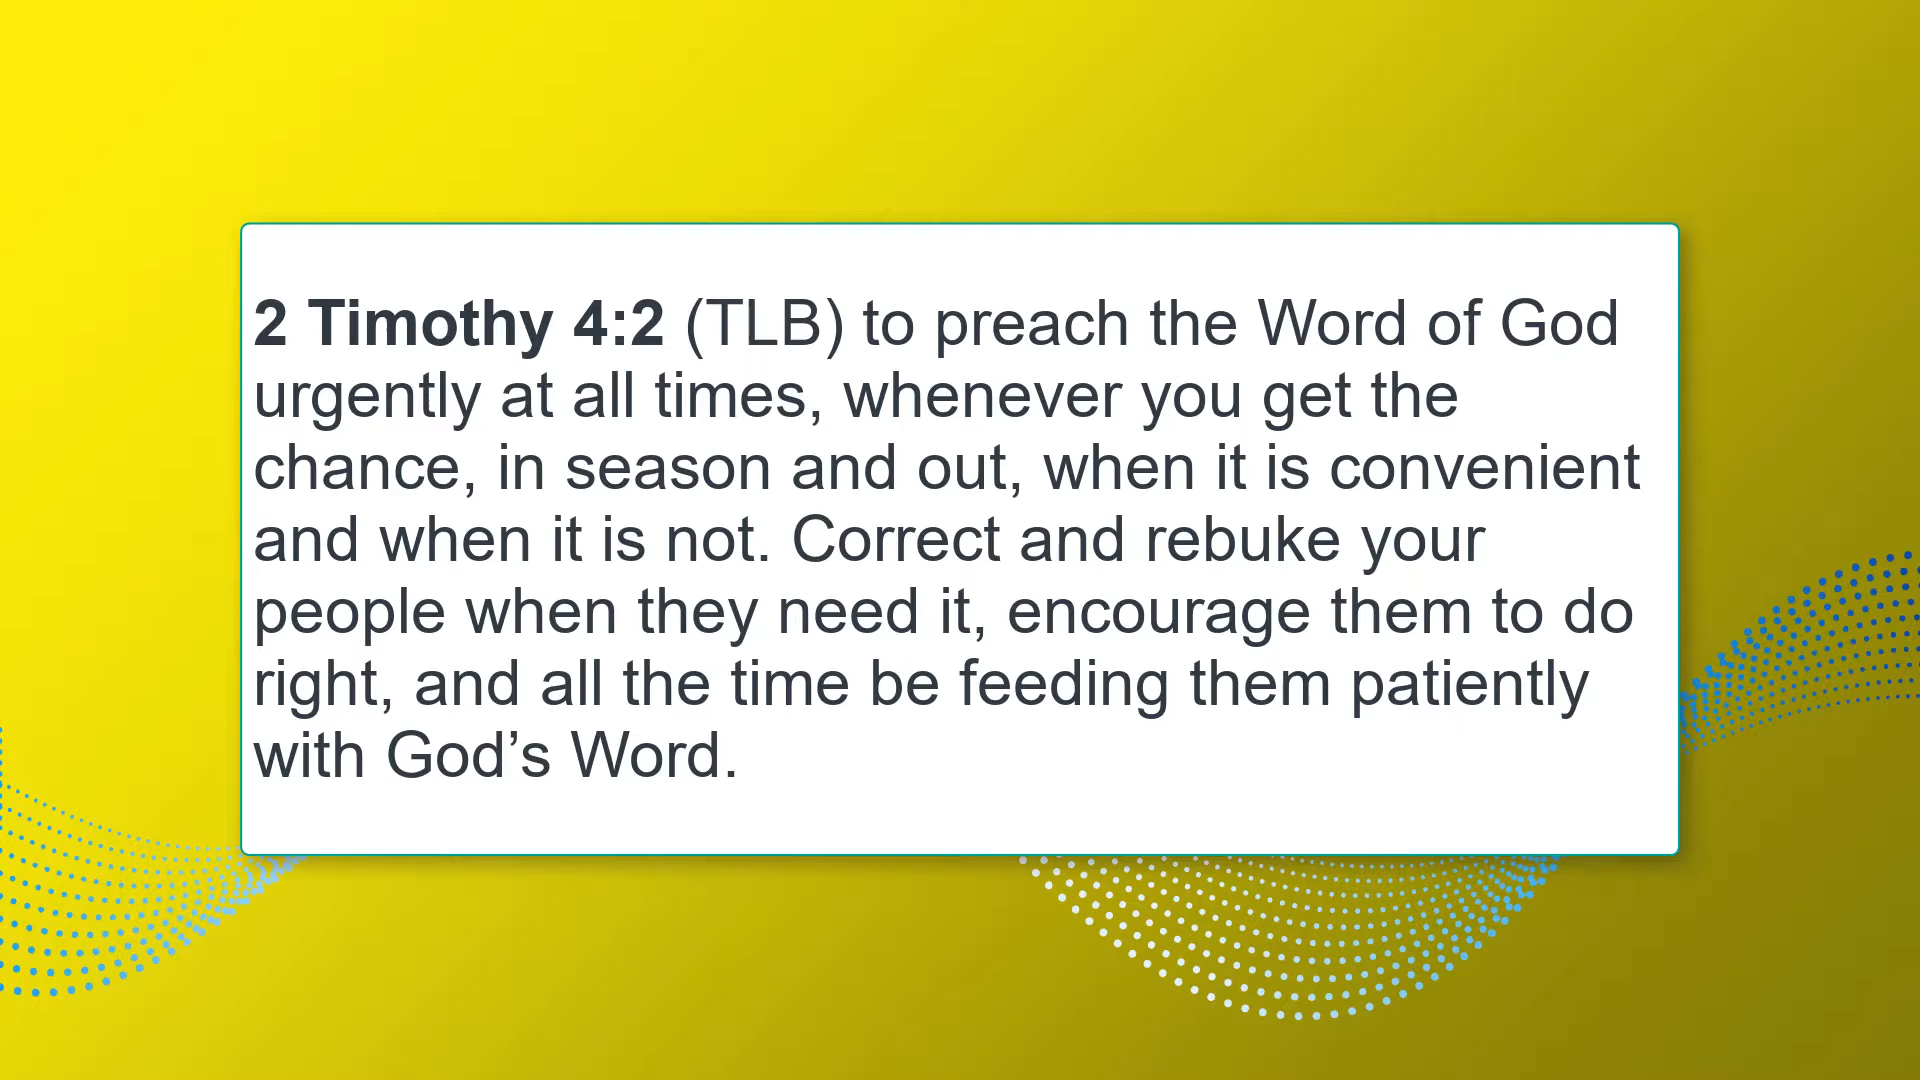 2 Timothy 4:2 (TLB) to preach the Word of God
urgently at all times, whenever you get the
chance, in season and out, when it is convenient
and when it is not. Correct and rebuke your
people when they need it, encourage them to do
right, and all the time be feeding them patiently
with God’s Word.